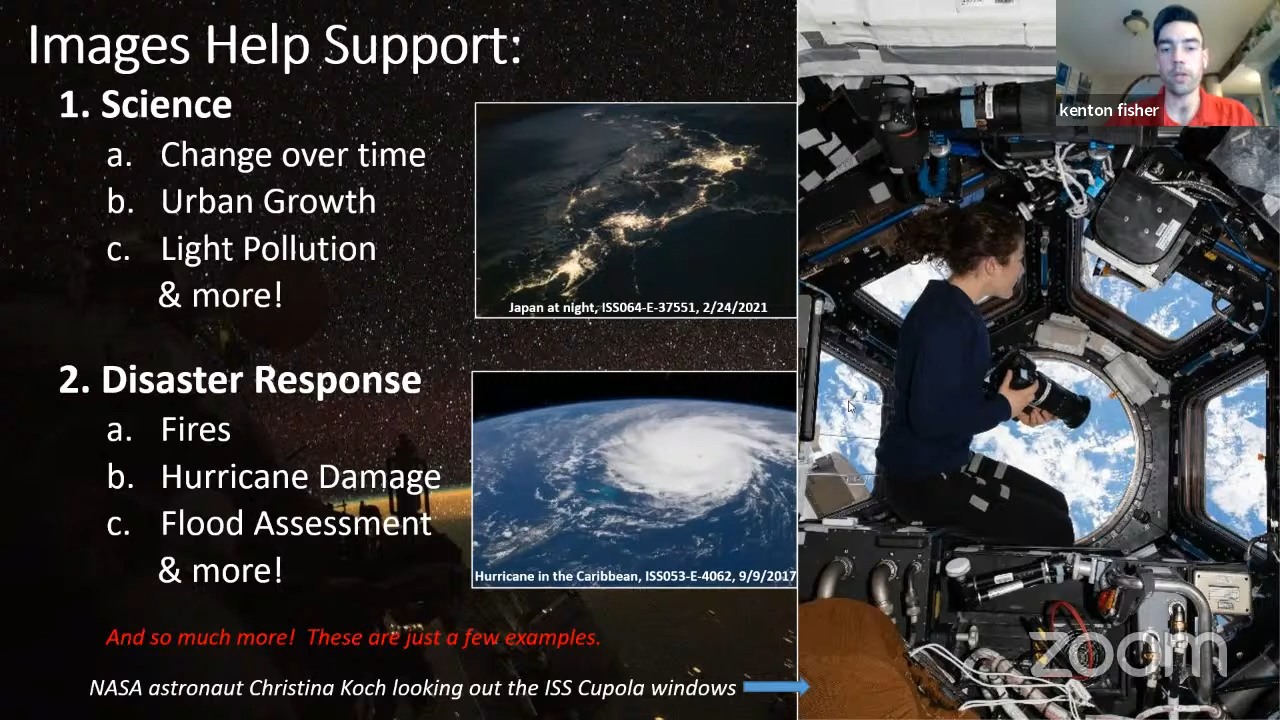 Images Help Support:
1. Science
a. Change over time
b. Urban Growth
c. Light Pollution
& more!
Japan at night, ISS064-E-37551, 2/24/2021
2. Disaster Response
a. Fires
b. Hurricane Damage
c. Flood Assessment
& more!
Hurricane in the Caribbean, ISS053-E-4062, 9/9/2017
And so much more! These are just a few examples.
NASA astronaut Christina Koch looking out the ISS Cupola windows
kenton fisher
zoom